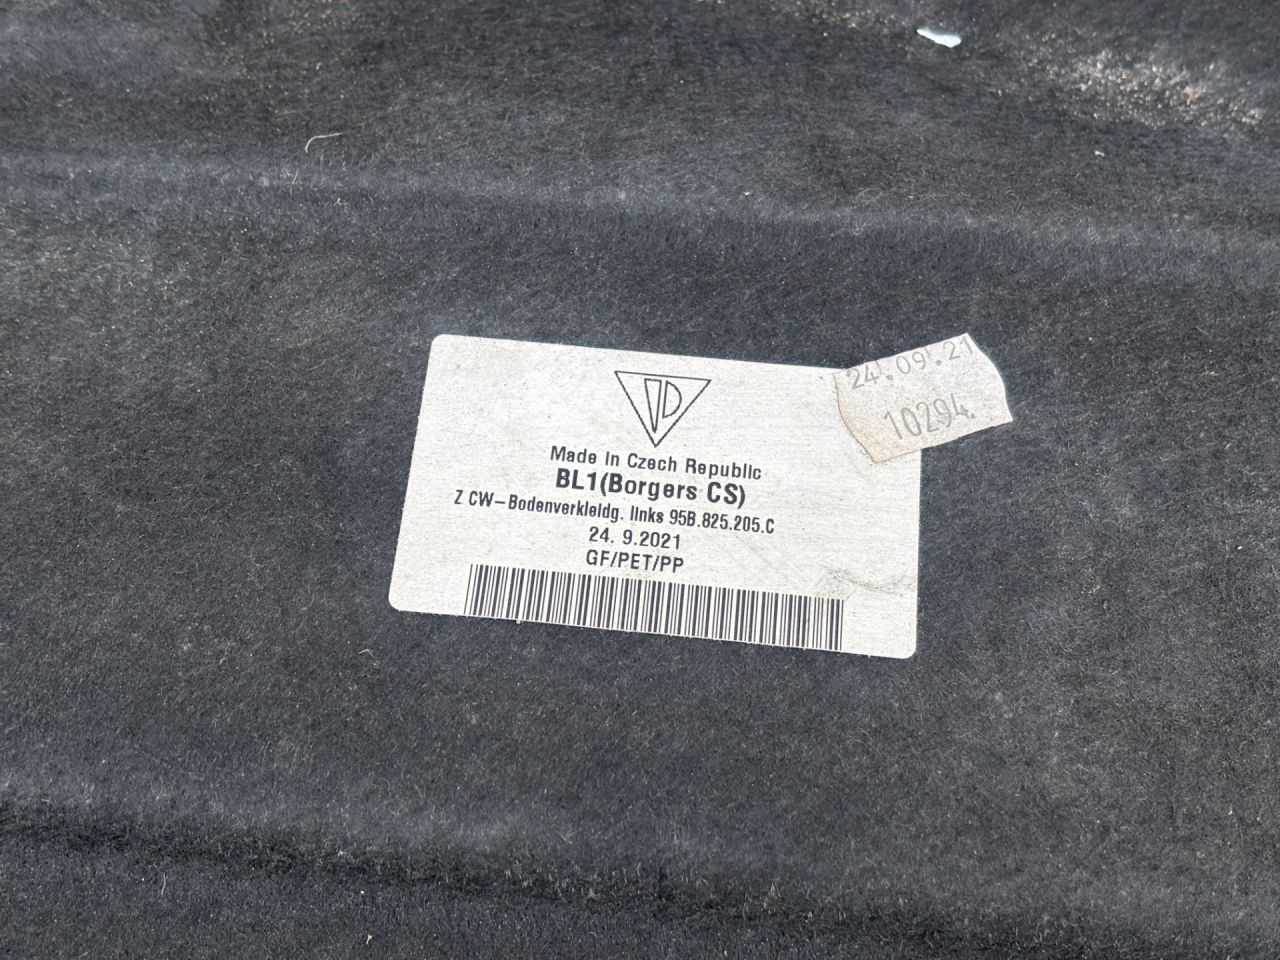 24.09.21
10294.
Made in Czech Republic
BL1(Borgers CS)
Z CW-Bodenverkleidg. links 95B.825.205.C
24. 9.2021
GF/PET/PP